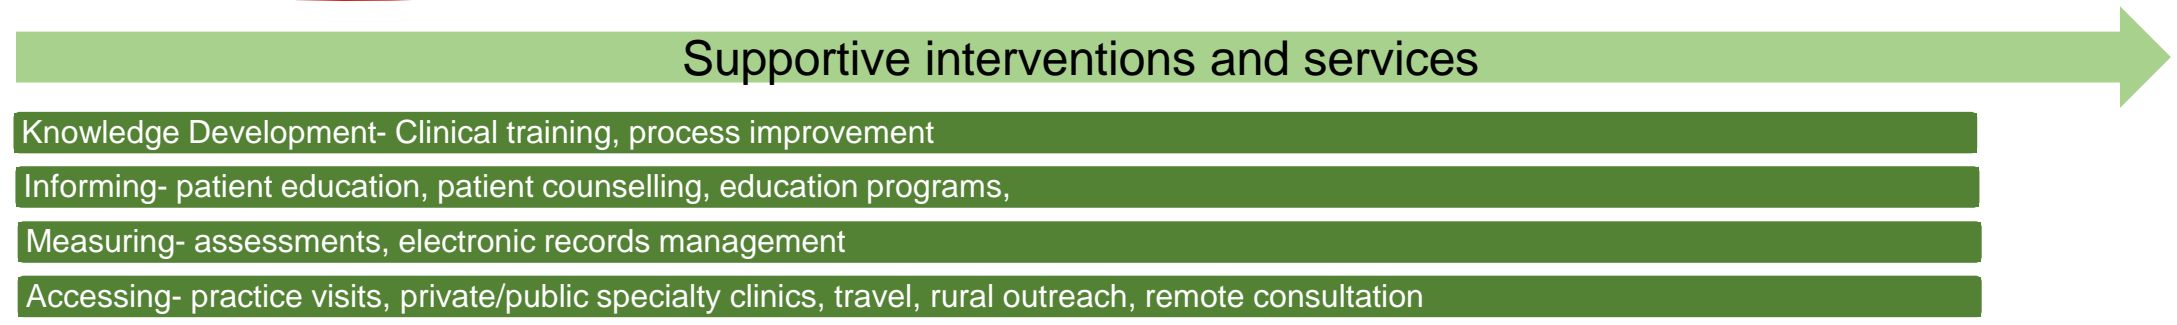 Supportive interventions and services
Knowledge Development- Clinical training, process improvement
Informing- patient education, patient counselling, education programs,
Measuring- assessments, electronic records management
Accessing- practice visits, private/public specialty clinics, travel, rural outreach, remote consultation